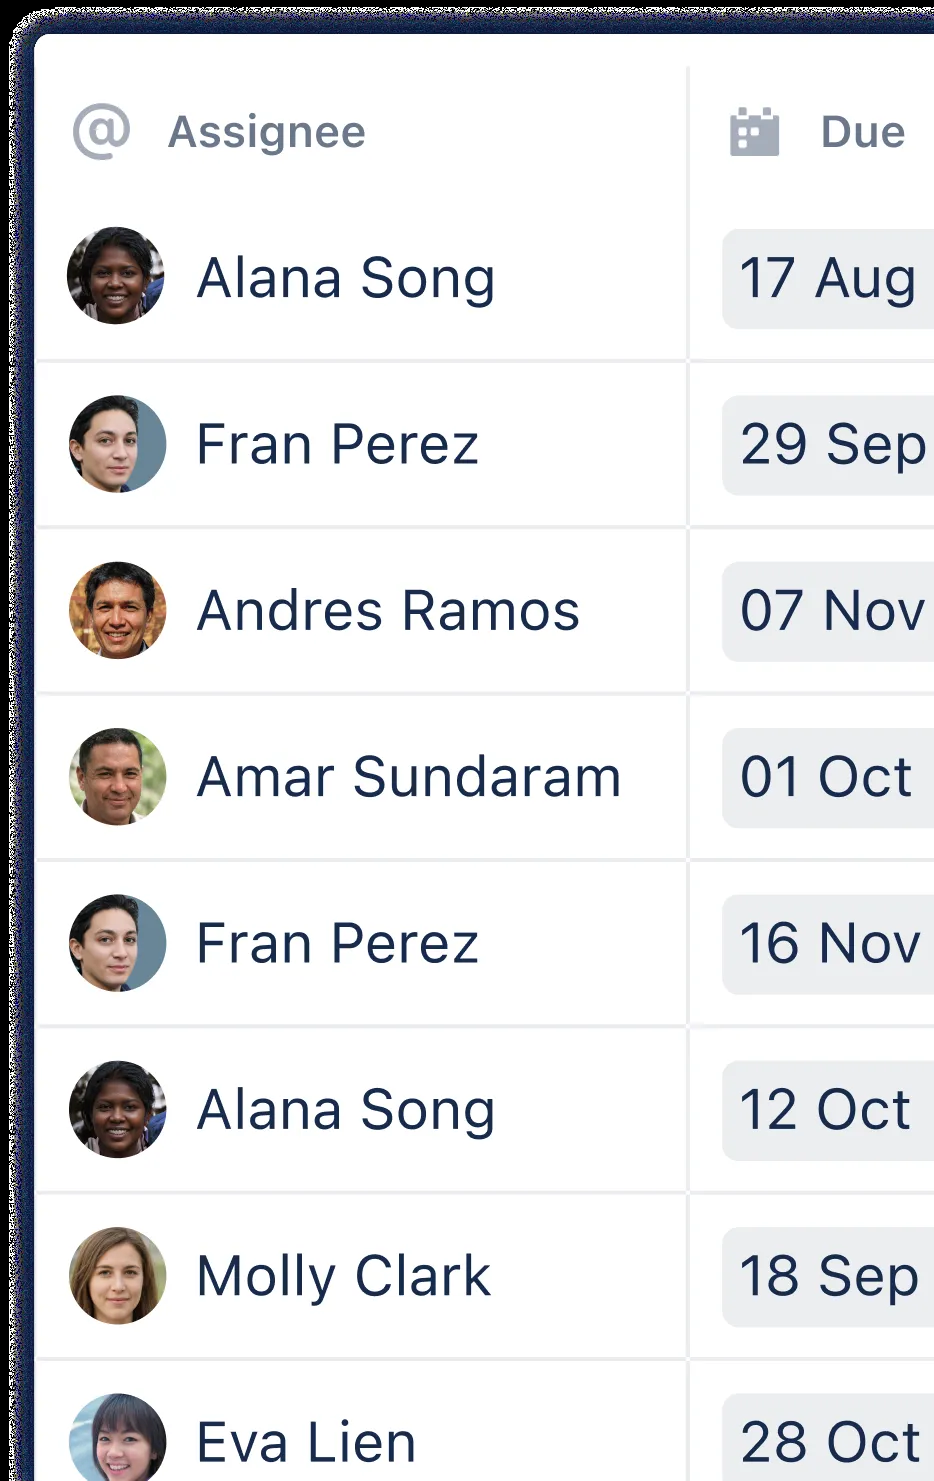 @ Assignee Due
Alana Song 17 Aug
Fran Perez 29 Sep
Andres Ramos 07 Nov
Amar Sundaram 01 Oct
Fran Perez 16 Nov
Alana Song 12 Oct
Molly Clark 18 Sep
Eva Lien 28 Oct